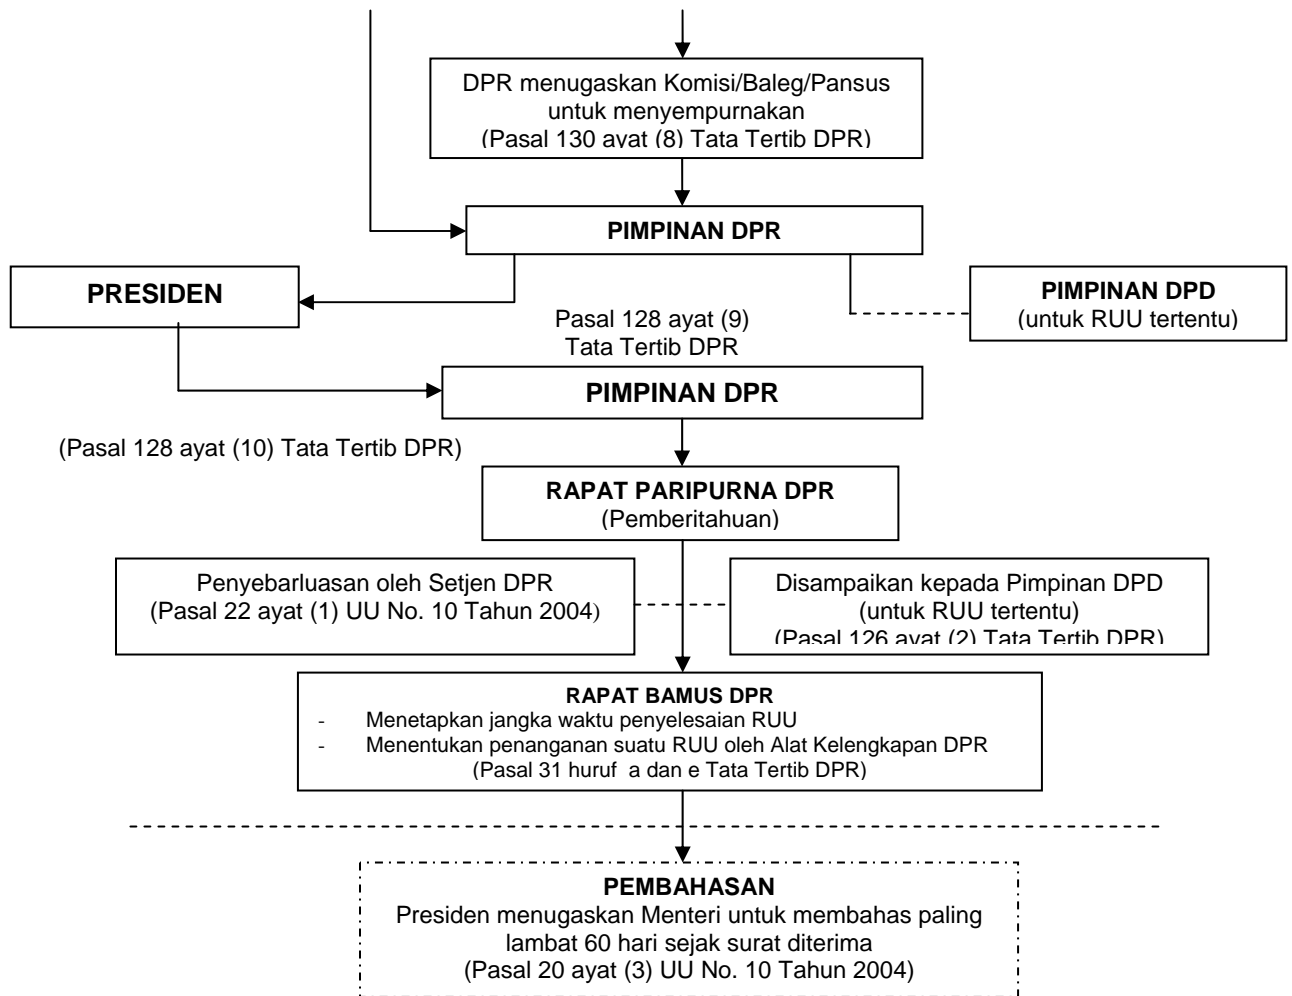 DPR menugaskan Komisi/Baleg/Pansus
untuk menyempurnakan
(Pasal 130 ayat (8) Tata Tertib DPR)
PIMPINAN DPR
PRESIDEN
PIMPINAN DPD
(untuk RUU tertentu)
Pasal 128 ayat (9)
Tata Tertib DPR
PIMPINAN DPR
(Pasal 128 ayat (10) Tata Tertib DPR)
RAPAT PARIPURNA DPR
(Pemberitahuan)
Penyebarluasan oleh Setjen DPR
(Pasal 22 ayat (1) UU No. 10 Tahun 2004)
Disampaikan kepada Pimpinan DPD
(untuk RUU tertentu)
(Pasal 126 ayat (2) Tata Tertib DPR)
RAPAT BAMUS DPR
- Menetapkan jangka waktu penyelesaian RUU
- Menentukan penanganan suatu RUU oleh Alat Kelengkapan DPR
(Pasal 31 huruf a dan e Tata Tertib DPR)
PEMBAHASAN
Presiden menugaskan Menteri untuk membahas paling
lambat 60 hari sejak surat diterima
(Pasal 20 ayat (3) UU No. 10 Tahun 2004)